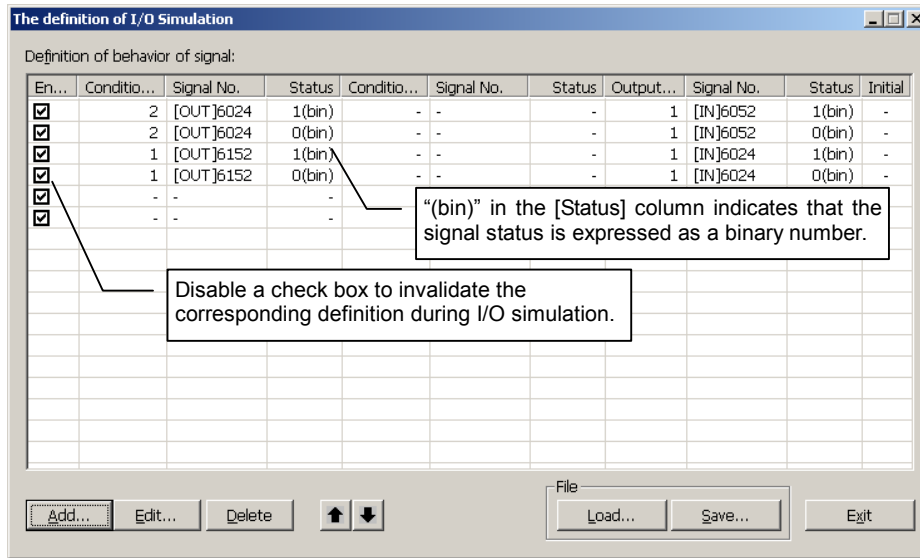 The definition of I/O Simulation
Definition of behavior of signal:
En... Conditio... Signal No. Status Conditio... Signal No. Status Output... Signal No. Status Initial
2 [OUT]6024 1(bin) - - - 1 [IN]6052 1(bin) -
2 [OUT]6024 0(bin) - - - 1 [IN]6052 0(bin) -
1 [OUT]6152 1(bin) - - - 1 [IN]6024 1(bin) -
1 [OUT]6152 0(bin) - - - 1 [IN]6024 0(bin) -
- - -
- - -
“(bin)” in the [Status] column indicates that the
signal status is expressed as a binary number.
Disable a check box to invalidate the
corresponding definition during I/O simulation.
File
Add... Edit... Delete Load... Save... Exit